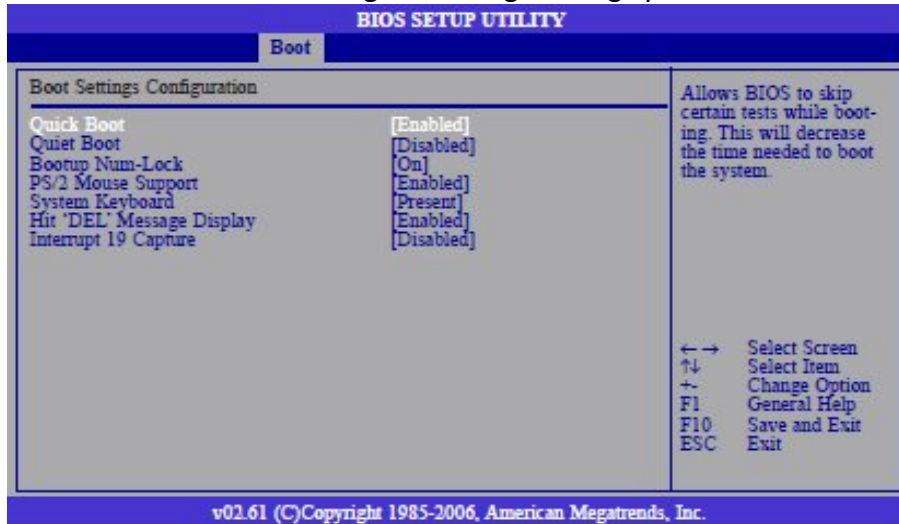 BIOS SETUP UTILITY
Boot
Boot Settings Configuration
Quick Boot [Enabled]
Quiet Boot [Disabled]
Bootup Num-Lock [On]
PS/2 Mouse Support [Enabled]
System Keyboard [Present]
Hit 'DEL' Message Display [Enabled]
Interrupt 19 Capture [Disabled]
Allows BIOS to skip
certain tests while boot-
ing. This will decrease
the time needed to boot
the system.
←→ Select Screen
↑↓ Select Item
+- Change Option
F1 General Help
F10 Save and Exit
ESC Exit
v02.61 (C)Copyright 1985-2006, American Megatrends, Inc.